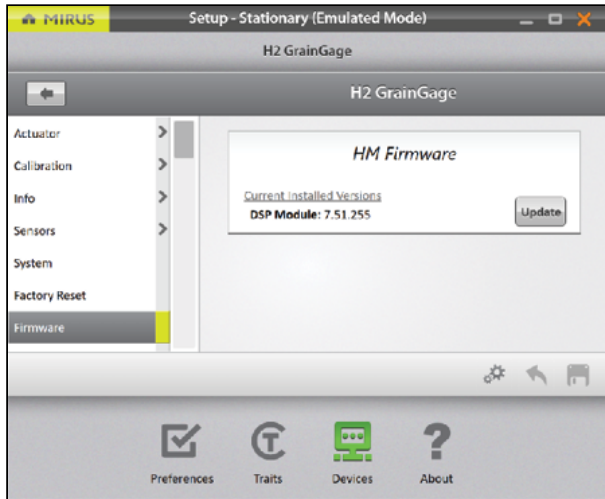 MIRUS Setup - Stationary (Emulated Mode)
H2 GrainGage
H2 GrainGage
Actuator
Calibration
Info
Sensors
System
Factory Reset
Firmware
HM Firmware
Current Installed Versions
DSP Module: 7.51.255
Update
Preferences Traits Devices About